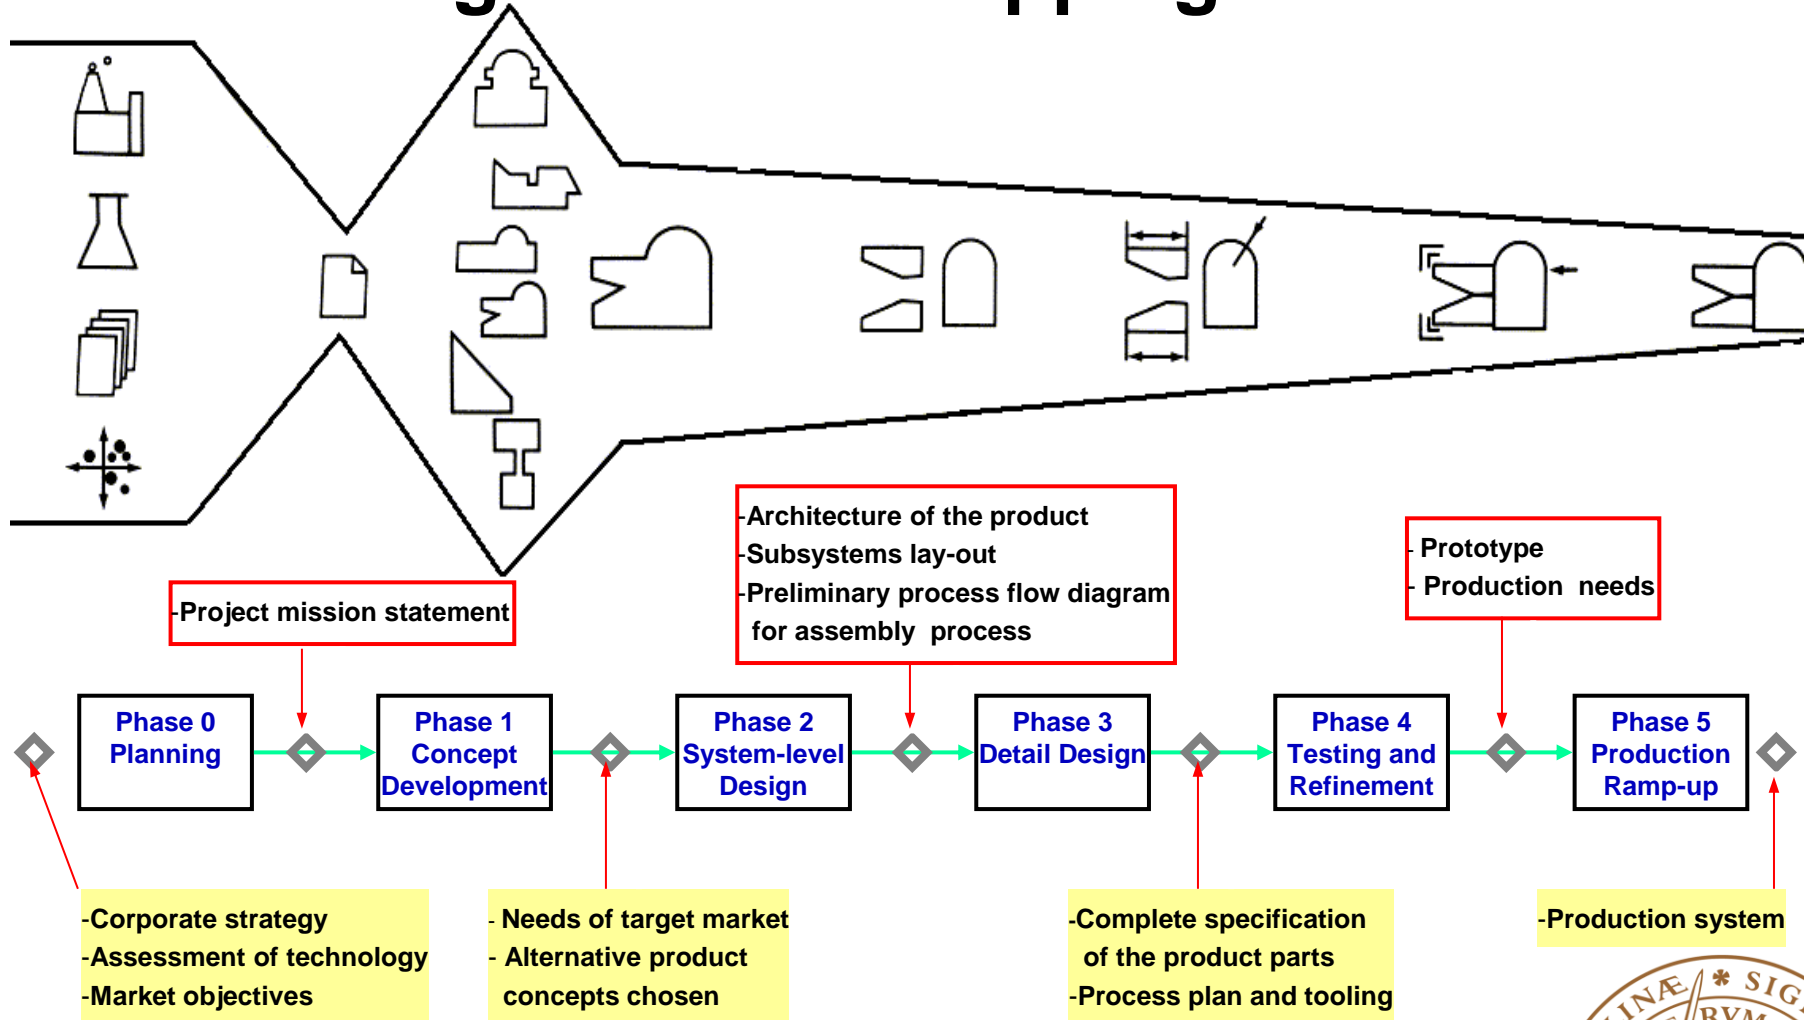 -Architecture of the product
-Subsystems lay-out
-Preliminary process flow diagram
for assembly process
- Prototype
- Production needs
-Project mission statement
Phase 0
Planning
Phase 1
Concept
Development
Phase 2
System-level
Design
Phase 3
Detail Design
Phase 4
Testing and
Refinement
Phase 5
Production
Ramp-up
-Corporate strategy
-Assessment of technology
-Market objectives
- Needs of target market
- Alternative product
concepts chosen
-Complete specification
of the product parts
-Process plan and tooling
-Production system